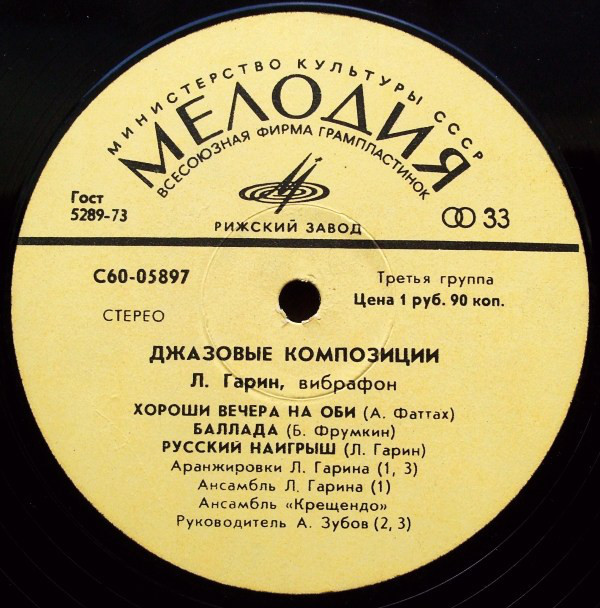 МИНИСТЕРСТВО КУЛЬТУРЫ СССР
МЕЛОДИЯ
ВСЕСОЮЗНАЯ ФИРМА ГРАМПЛАСТИНОК
Гост
5289-73
РИЖСКИЙ ЗАВОД
33
С60-05897
Третья группа
Цена 1 руб. 90 коп.
СТЕРЕО
ДЖАЗОВЫЕ КОМПОЗИЦИИ
Л. Гарин, вибрафон
ХОРОШИ ВЕЧЕРА НА ОБИ (А. Фаттах)
БАЛЛАДА (Б. Фрумкин)
РУССКИЙ НАИГРЫШ (Л. Гарин)
Аранжировки Л. Гарина (1, 3)
Ансамбль Л. Гарина (1)
Ансамбль «Крещендо»
Руководитель А. Зубов (2, 3)